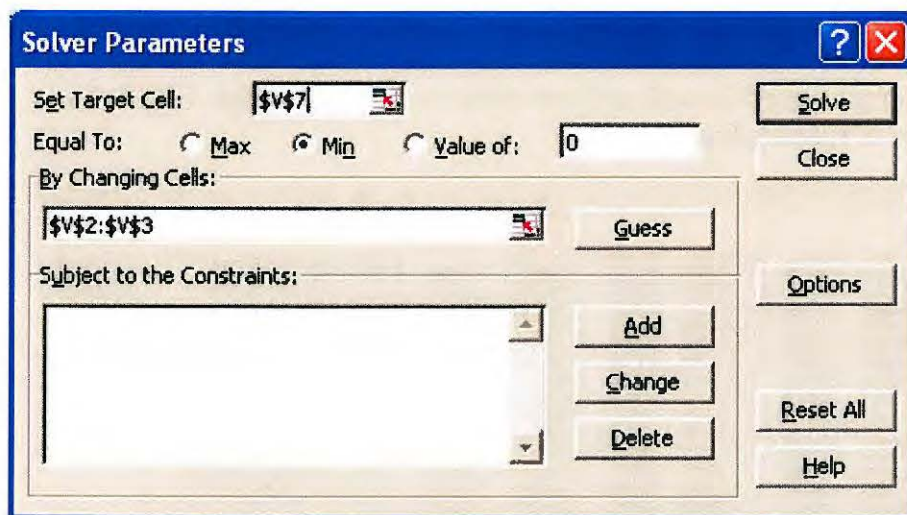 Solver Parameters
Set Target Cell: $V$7 Solve
Equal To: Max Min Value of: 0 Close
By Changing Cells:
$V$2:$V$3 Guess
Subject to the Constraints: Options
Add
Change
Reset All
Delete
Help